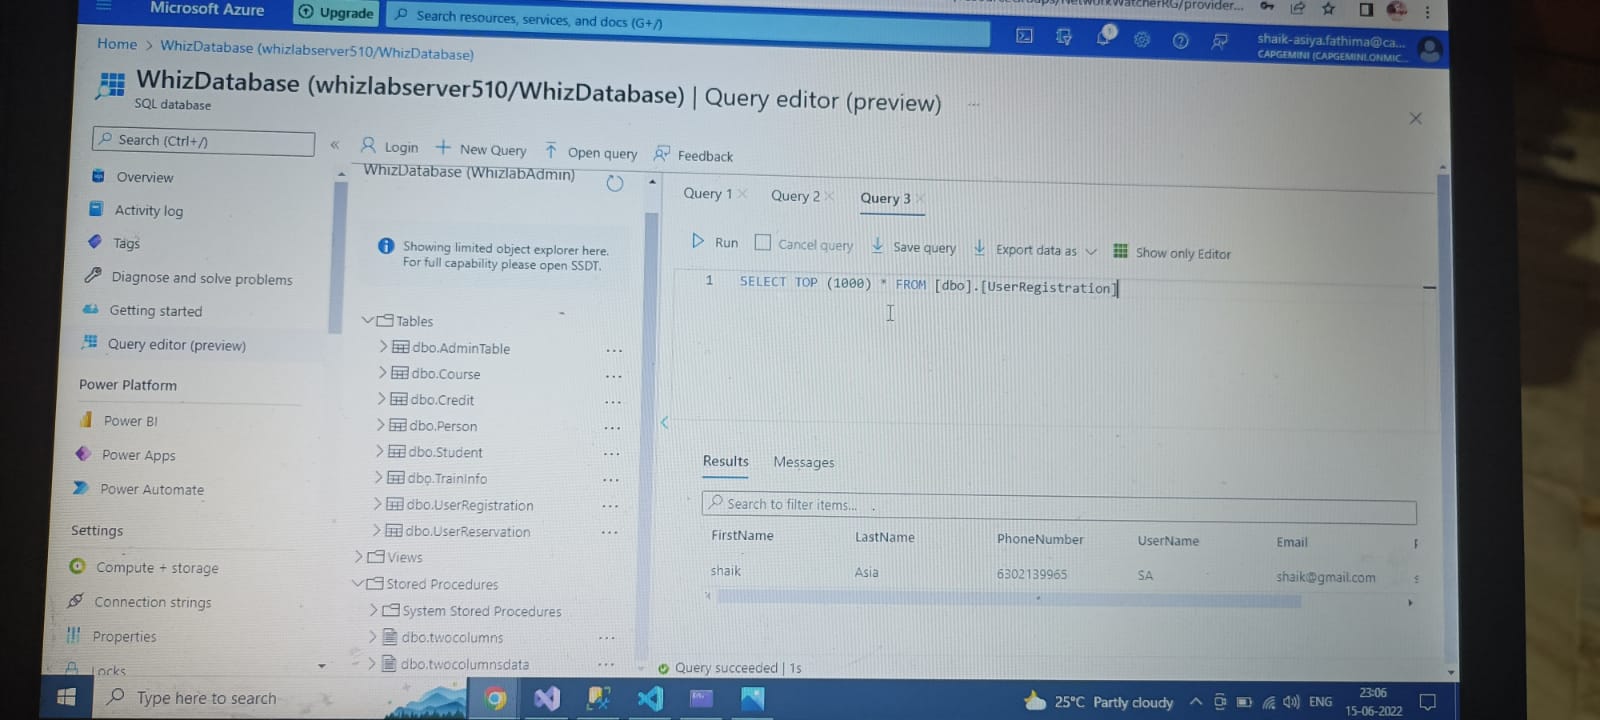 NetworkWatcherRG/provider...
Microsoft Azure
Upgrade
Search resources, services, and docs (G+/)
1
shaik-asiya.fathima@ca...
CAPGEMINI (CAPGEMINI.ONMIC...
Home > WhizDatabase (whizlabserver510/WhizDatabase)
WhizDatabase (whizlabserver510/WhizDatabase) | Query editor (preview) ...
SQL database
Search (Ctrl+/)
«
Overview
Activity log
Tags
Diagnose and solve problems
Getting started
Query editor (preview)
Power Platform
Power BI
Power Apps
Power Automate
Settings
Compute + storage
Connection strings
Properties
Locks
Login
New Query
Open query
Feedback
WhizDatabase (WhizlabAdmin)
Showing limited object explorer here.
For full capability please open SSDT.
Tables
dbo.AdminTable ...
dbo.Course ...
dbo.Credit ...
dbo.Person ...
dbo.Student ...
dbo.TrainInfo ...
dbo.UserRegistration ...
dbo.UserReservation ...
Views
Stored Procedures
System Stored Procedures
dbo.twocolumns ...
dbo.twocolumnsdata ...
Query 1 Query 2 Query 3
Run Cancel query Save query Export data as Show only Editor
1 SELECT TOP (1000) * FROM [dbo].[UserRegistration]
Results Messages
Search to filter items...
FirstName LastName PhoneNumber UserName Email
shaik Asia 6302139965 SA shaik@gmail.com s
Query succeeded | 1s
Type here to search
25°C Partly cloudy
ENG
23:06
15-06-2022